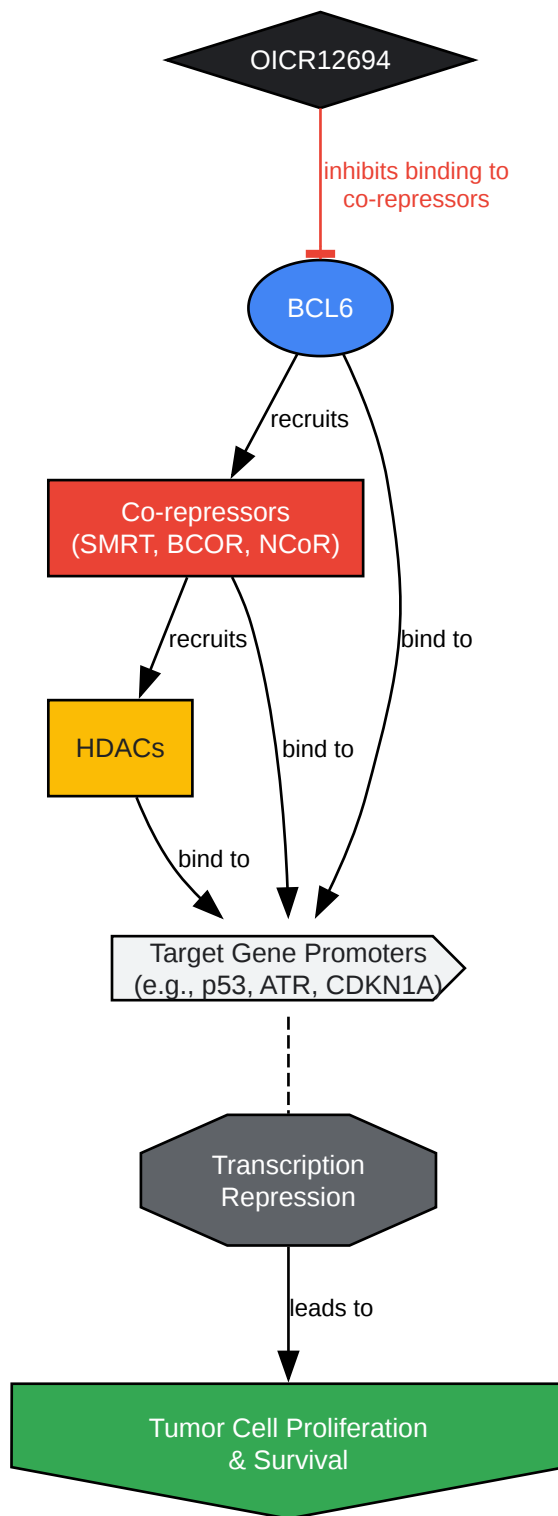 OICR12694
inhibits binding to
co-repressors
BCL6
recruits
Co-repressors
(SMRT, BCOR, NCoR)
recruits
bind to
HDACs
bind to
bind to
Target Gene Promoters
(e.g., p53, ATR, CDKN1A)
Transcription
Repression
leads to
Tumor Cell Proliferation
& Survival